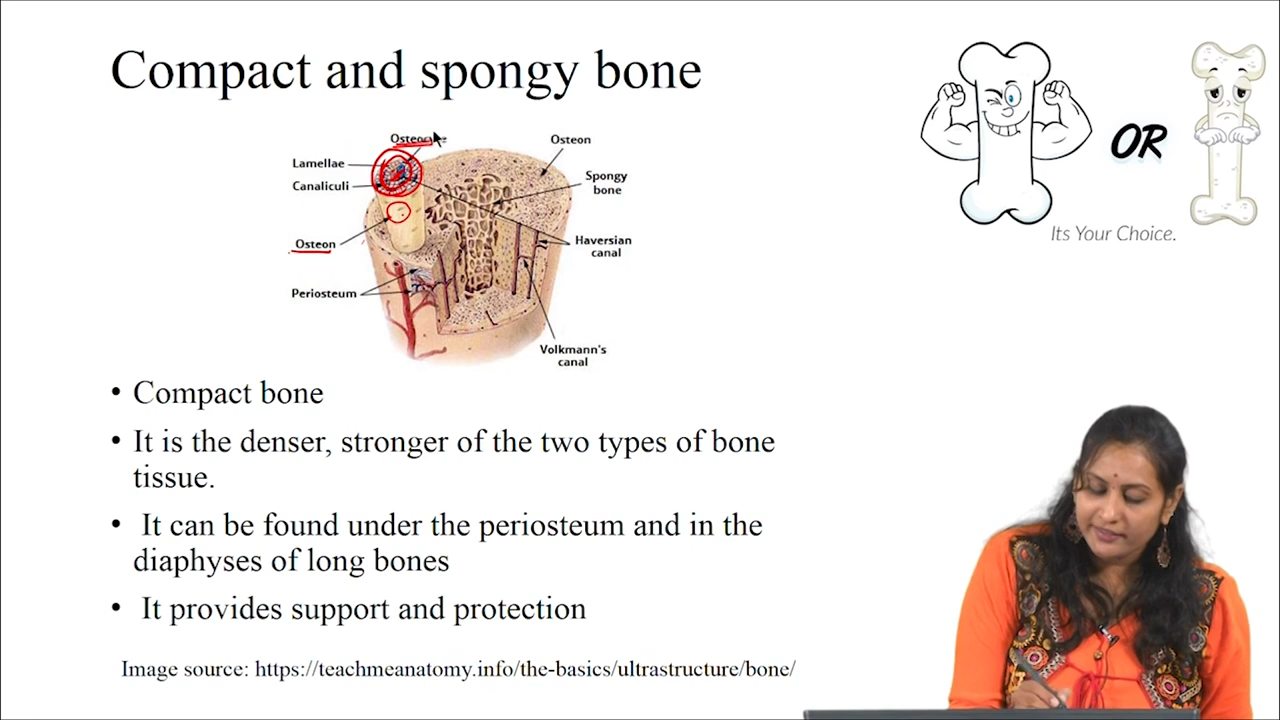 Compact and spongy bone
OR
Its Your Choice.
Osteon
Lamellae
Canaliculi
Spongy
bone
Osteon
Haversian
canal
Periosteum
Volkmann's
canal
• Compact bone
• It is the denser, stronger of the two types of bone
tissue.
• It can be found under the periosteum and in the
diaphyses of long bones
• It provides support and protection
Image source: https://teachmeanatomy.info/the-basics/ultrastructure/bone/